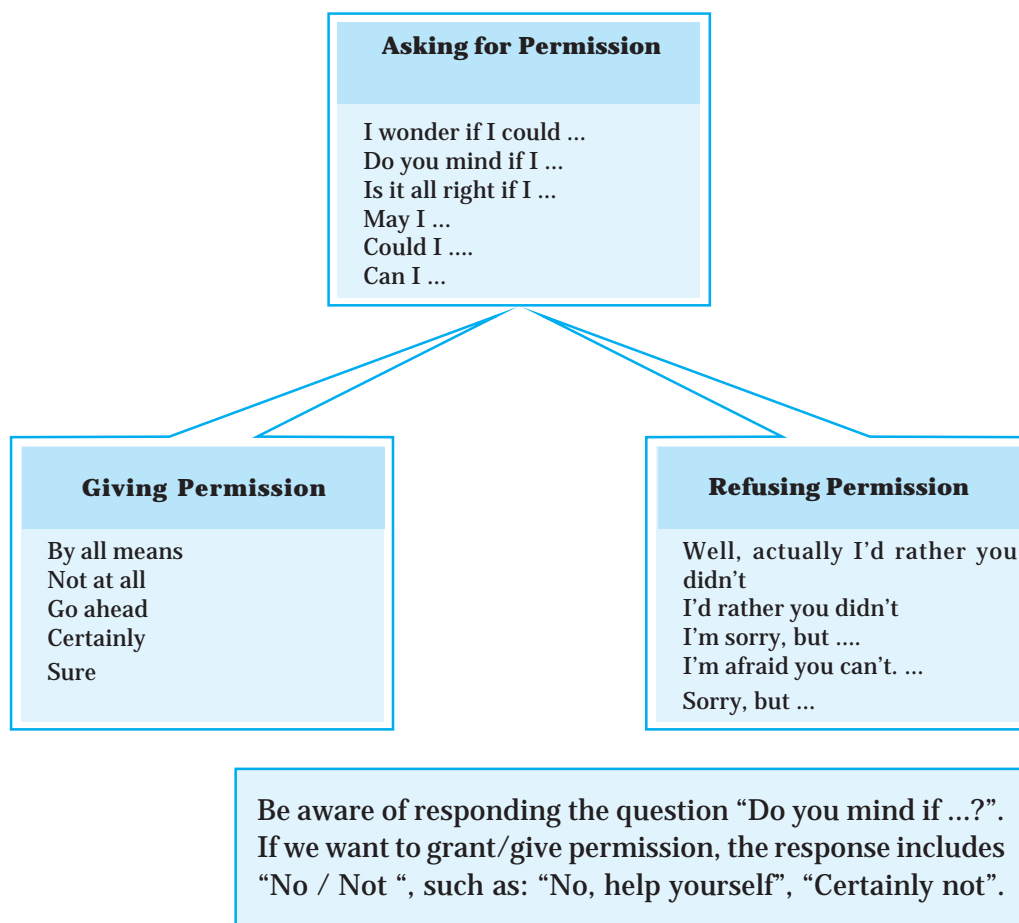 Asking for Permission
I wonder if I could ...
Do you mind if I ...
Is it all right if I ...
May I ...
Could I ....
Can I ...
Giving Permission
By all means
Not at all
Go ahead
Certainly
Sure
Refusing Permission
Well, actually I'd rather you
didn't
I'd rather you didn't
I'm sorry, but ....
I'm afraid you can't. ...
Sorry, but ...
Be aware of responding the question “Do you mind if ...?”.
If we want to grant/give permission, the response includes
“No / Not “, such as: “No, help yourself”, “Certainly not”.